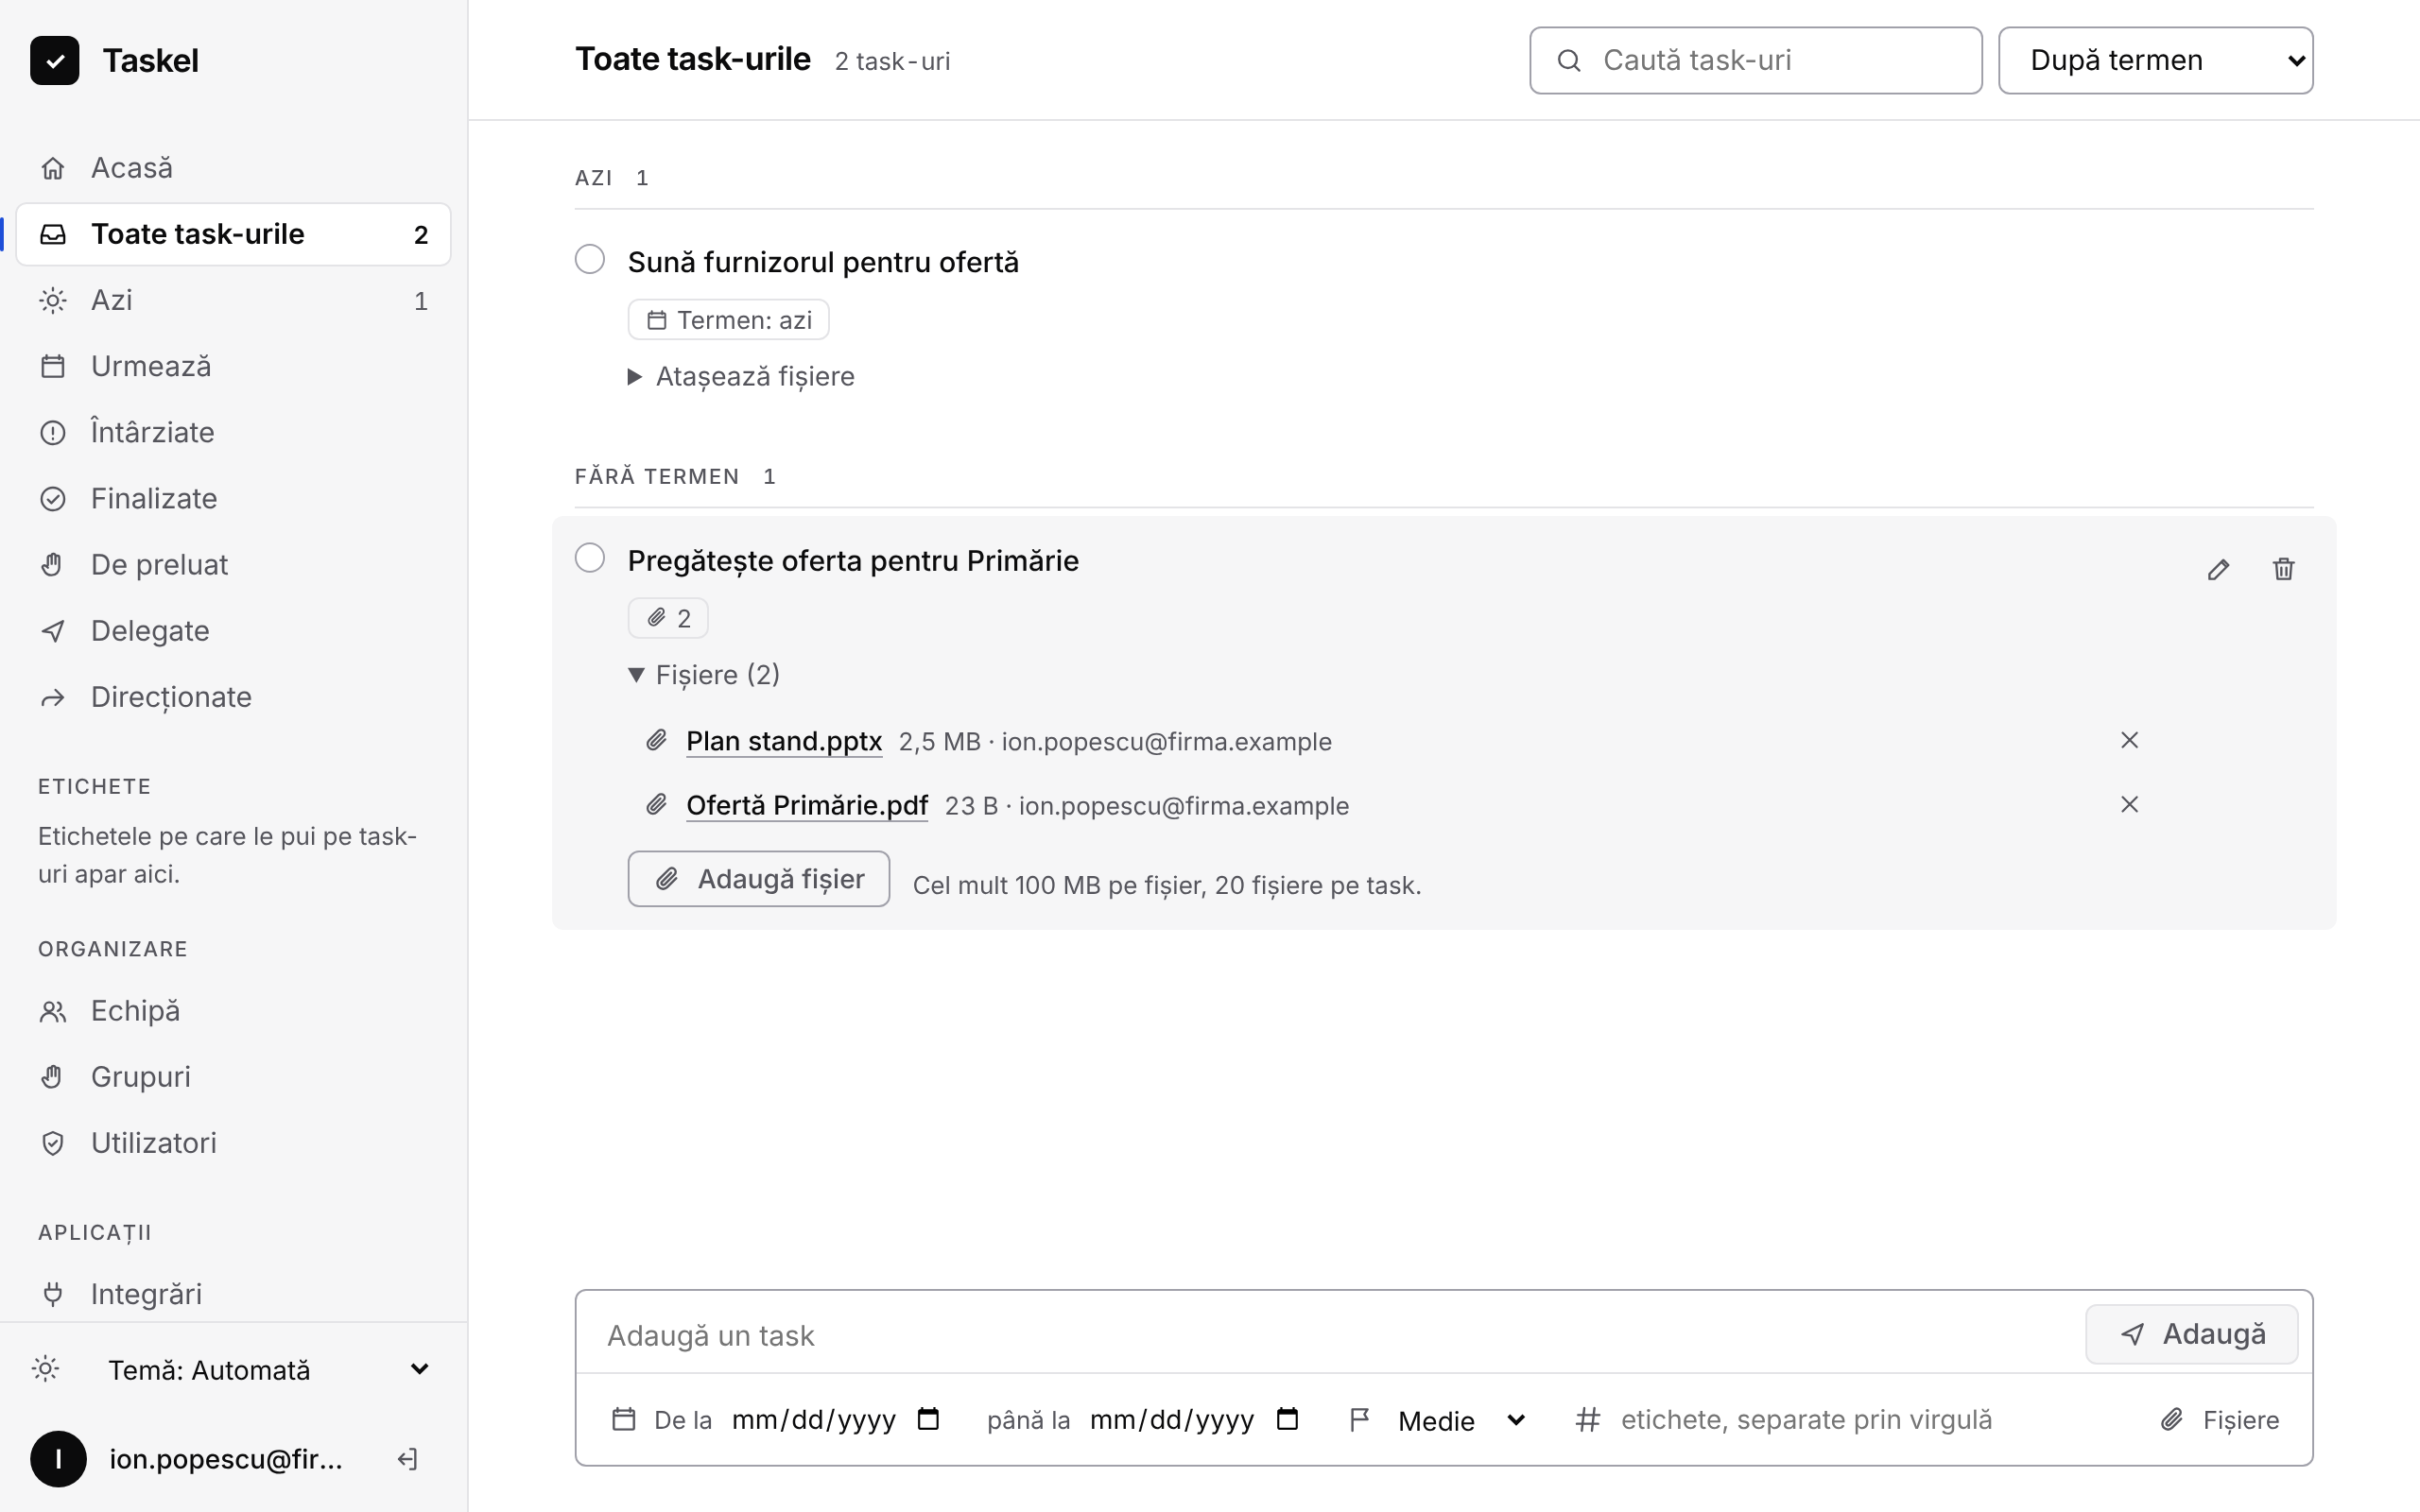 Taskel
Acasă
Toate task-urile 2
Azi 1
Urmează
Întârziate
Finalizate
De preluat
Delegate
Direcționate
ETICHETE
Etichetele pe care le pui pe task-
uri apar aici.
ORGANIZARE
Echipă
Grupuri
Utilizatori
APLICAȚII
Integrări
Temă: Automată
I ion.popescu@fir...
Toate task-urile 2 task-uri
Caută task-uri
După termen
AZI 1
Sună furnizorul pentru ofertă
Termen: azi
Atașează fișiere
FĂRĂ TERMEN 1
Pregătește oferta pentru Primărie
2
Fișiere (2)
Plan stand.pptx 2,5 MB · ion.popescu@firma.example
Ofertă Primărie.pdf 23 B · ion.popescu@firma.example
Adaugă fișier Cel mult 100 MB pe fișier, 20 fișiere pe task.
Adaugă un task Adaugă
De la mm/dd/yyyy până la mm/dd/yyyy Medie etichete, separate prin virgulă Fișiere